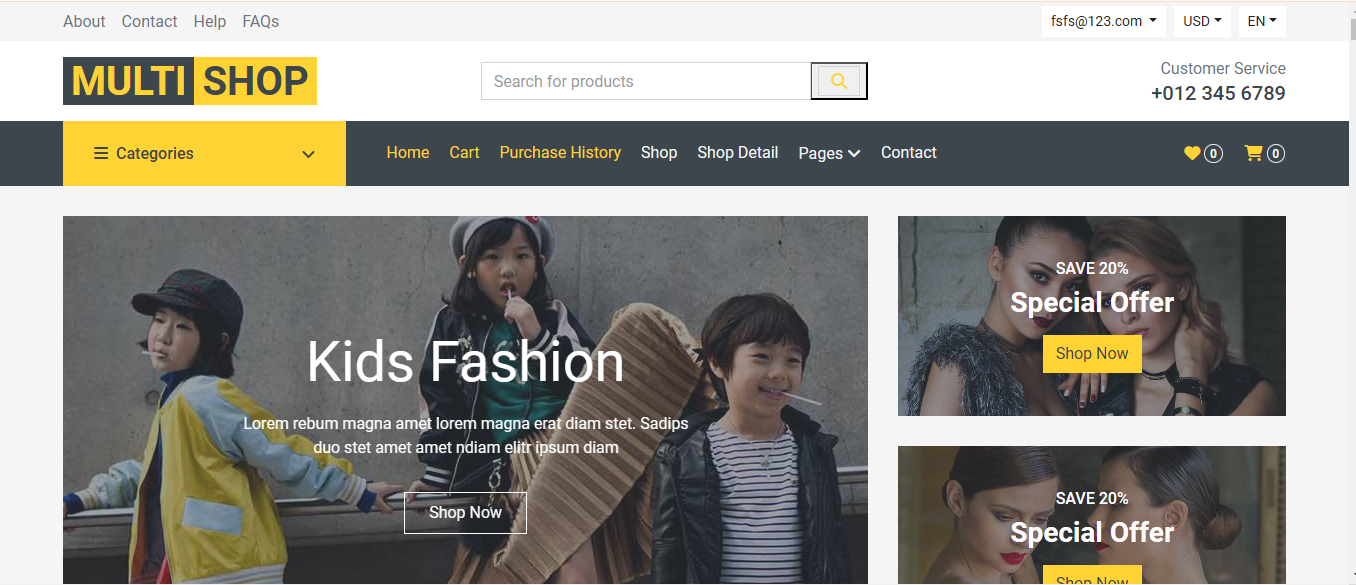 About Contact Help FAQs
fsfs@123.com USD EN
MULTI SHOP
Search for products
Customer Service
+012 345 6789
Categories
Home Cart Purchase History Shop Shop Detail Pages Contact
0 0
Kids Fashion
Lorem rebum magna amet lorem magna erat diam stet. Sadips
duo stet amet amet ndiam elitr ipsum diam
Shop Now
SAVE 20%
Special Offer
Shop Now
SAVE 20%
Special Offer
Shop Now